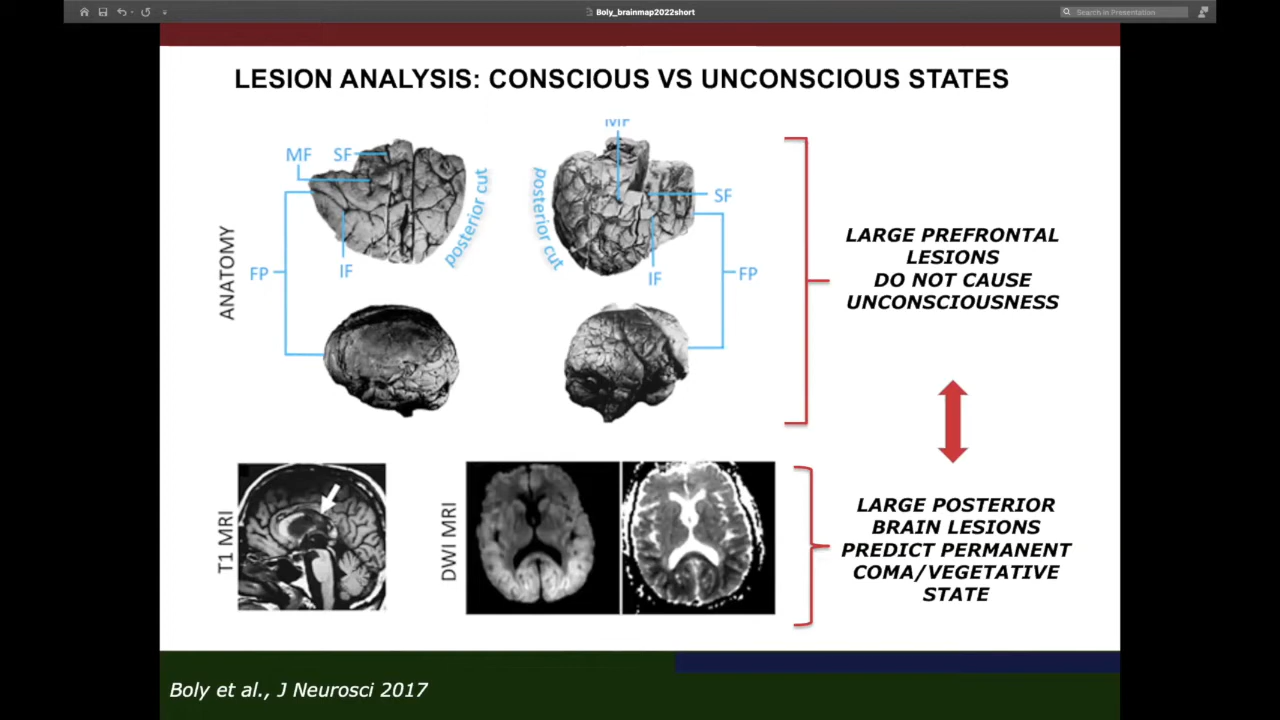 Boly_brainmap2022short
Search in Presentation
LESION ANALYSIS: CONSCIOUS VS UNCONSCIOUS STATES
ANATOMY
MF
SF
FP
IF
posterior cut
MF
posterior cut
SF
IF
FP
LARGE PREFRONTAL
LESIONS
DO NOT CAUSE
UNCONSCIOUSNESS
T1 MRI
DWI MRI
LARGE POSTERIOR
BRAIN LESIONS
PREDICT PERMANENT
COMA/VEGETATIVE
STATE
Boly et al., J Neurosci 2017